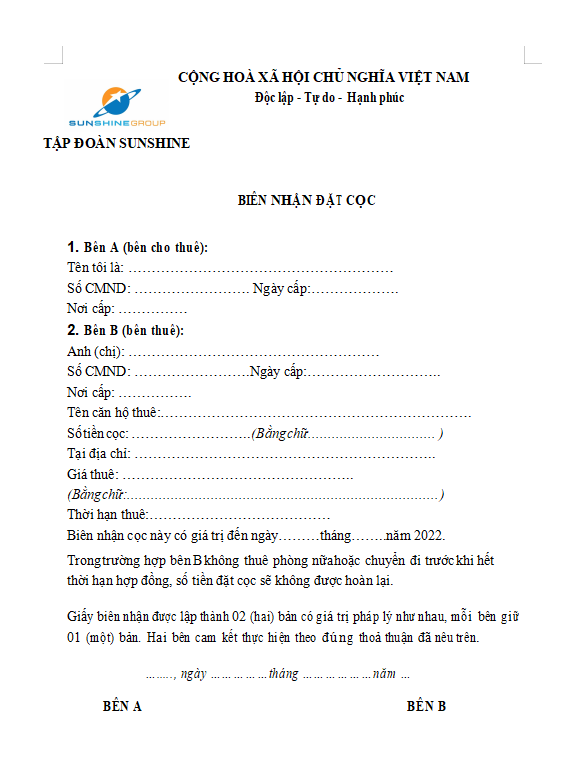 CỘNG HOÀ XÃ HỘI CHỦ NGHĨA VIỆT NAM
Độc lập - Tự do - Hạnh phúc
SUNSHINEGROUP
TẬP ĐOÀN SUNSHINE
BIÊN NHẬN ĐẶT CỌC
1. Bên A (bên cho thuê):
Tên tôi là: …………………………………………………
Số CMND: ……………………. Ngày cấp:……………….
Nơi cấp: ……………
2. Bên B (bên thuê):
Anh (chị): ………………………………………………
Số CMND: …………………….Ngày cấp:………………………..
Nơi cấp: …………….
Tên căn hộ thuê:………………………………………………………….
Số tiền cọc: ……………………..(Bằng chữ................................ )
Tại địa chỉ: ………………………………………………………..
Giá thuê: …………………………………………..
(Bằng chữ:...............................................................................)
Thời hạn thuê:…………………………………
Biên nhận cọc này có giá trị đến ngày………tháng……..năm 2022.
Trong trường hợp bên B không thuê phòng nữa hoặc chuyển đi trước khi hết
thời hạn hợp đồng, số tiền đặt cọc sẽ không được hoàn lại.
Giấy biên nhận được lập thành 02 (hai) bản có giá trị pháp lý như nhau, mỗi bên giữ
01 (một) bản. Hai bên cam kết thực hiện theo đúng thoả thuận đã nêu trên.
…….., ngày ……………tháng ………………năm …
BÊN A BÊN B